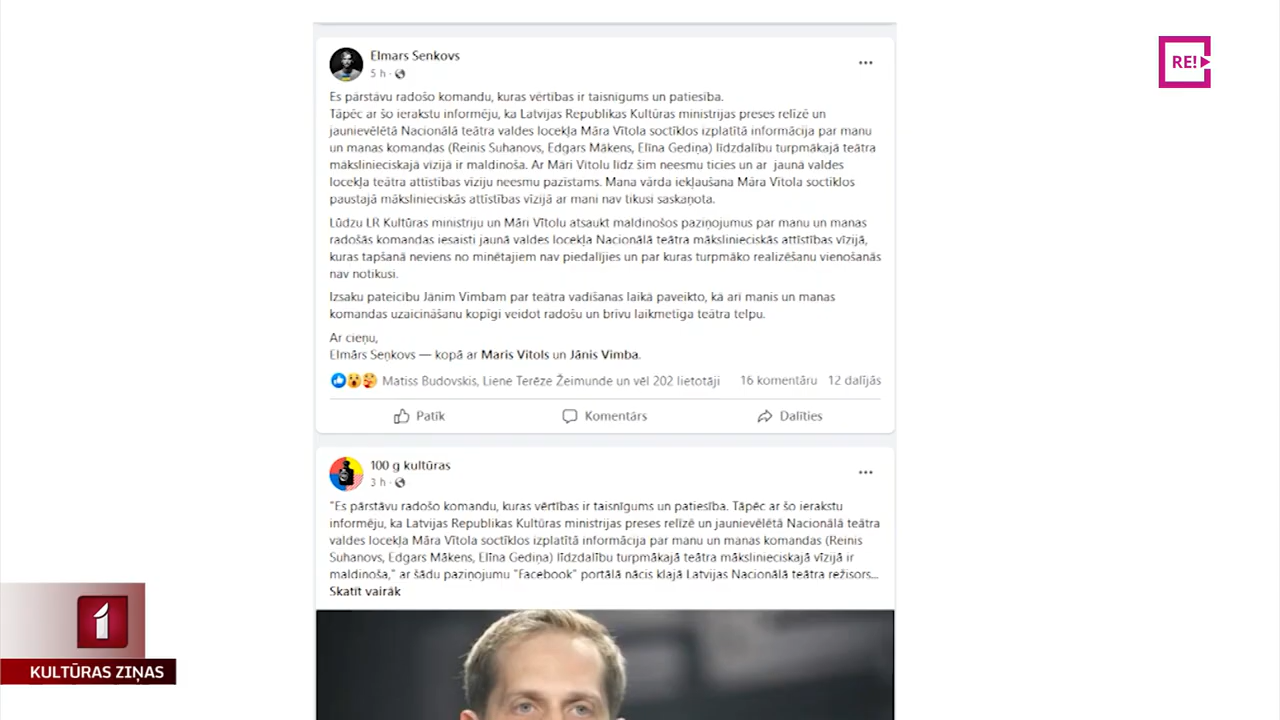 RE!
Elmars Senkovs
5 h
Es pārstāvu radošo komandu, kuras vērtības ir taisnīgums un patiesība.
Tāpēc ar šo ierakstu informēju, ka Latvijas Republikas Kultūras ministrijas preses relīzē un
jaunievēlētā Nacionālā teātra valdes locekļa Māra Vītola soctīklos izplatītā informācija par manu
un manas komandas (Reinis Suhanovs, Edgars Mākens, Elīna Gediņa) līdzdalību turpmākajā teātra
mākslinieciskajā vīzijā ir maldinoša. Ar Māri Vītolu līdz šim neesmu ticies un ar jaunā valdes
locekļa teātra attīstības vīziju neesmu pazīstams. Mana vārda iekļaušana Māra Vītola soctīklos
paustajā mākslinieciskās attīstības vīzijā ar mani nav tikusi saskaņota.
Lūdzu LR Kultūras ministriju un Māri Vītolu atsaukt maldinošos paziņojumus par manu un manas
radošās komandas iesaisti jaunā valdes locekļa Nacionālā teātra mākslinieciskās attīstības vīzijā,
kuras tapšanā neviens no minētajiem nav piedalījies un par kuras turpmāko realizēšanu vienošanās
nav notikusi.
Izsaku pateicību Jānim Vimbam par teātra vadīšanas laikā paveikto, kā arī manis un manas
komandas uzaicināšanu kopīgi veidot radošu un brīvu laikmetīga teātra telpu.
Ar cieņu,
Elmārs Seņkovs — kopā ar Maris Vitols un Jānis Vimba.
Matiss Budovskis, Liene Terēze Žeimunde un vēl 202 lietotāji 16 komentāru 12 dalījās
Patīk Komentārs Dalīties
100 g kultūras
3 h
"Es pārstāvu radošo komandu, kuras vērtības ir taisnīgums un patiesība. Tāpēc ar šo ierakstu
informēju, ka Latvijas Republikas Kultūras ministrijas preses relīzē un jaunievēlētā Nacionālā teātra
valdes locekļa Māra Vītola soctīklos izplatītā informācija par manu un manas komandas (Reinis
Suhanovs, Edgars Mākens, Elīna Gediņa) līdzdalību turpmākajā teātra mākslinieciskajā vīzijā ir
maldinoša," ar šādu paziņojumu "Facebook" portālā nācis klajā Latvijas Nacionālā teātra režisors...
Skatīt vairāk
1
KULTŪRAS ZIŅAS